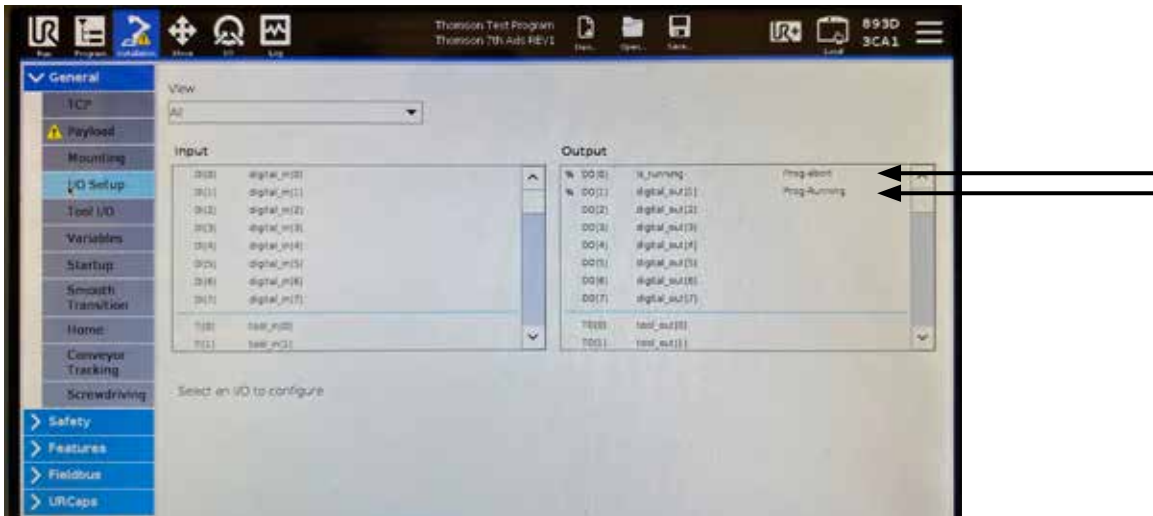 UR
Run
Program
Installation
Move
I/O
Log
Thomson Test Program
Thomson 7th Axis REV1
Open...
Save...
UR+
Local
893D
3CA1
General
TCP
Payload
Mounting
I/O Setup
Tool I/O
Variables
Startup
Smooth
Transition
Home
Conveyor
Tracking
Screwdriving
Safety
Features
Fieldbus
URCaps
View
All
Input
DI[0] digital_in[0]
DI[1] digital_in[1]
DI[2] digital_in[2]
DI[3] digital_in[3]
DI[4] digital_in[4]
DI[5] digital_in[5]
DI[6] digital_in[6]
DI[7] digital_in[7]
TI[0] tool_in[0]
TI[1] tool_in[1]
Output
DO[0] is_running Prog-abort
DO[1] digital_out[1] Prog-Running
DO[2] digital_out[2]
DO[3] digital_out[3]
DO[4] digital_out[4]
DO[5] digital_out[5]
DO[6] digital_out[6]
DO[7] digital_out[7]
TO[0] tool_out[0]
TO[1] tool_out[1]
Select an I/O to configure